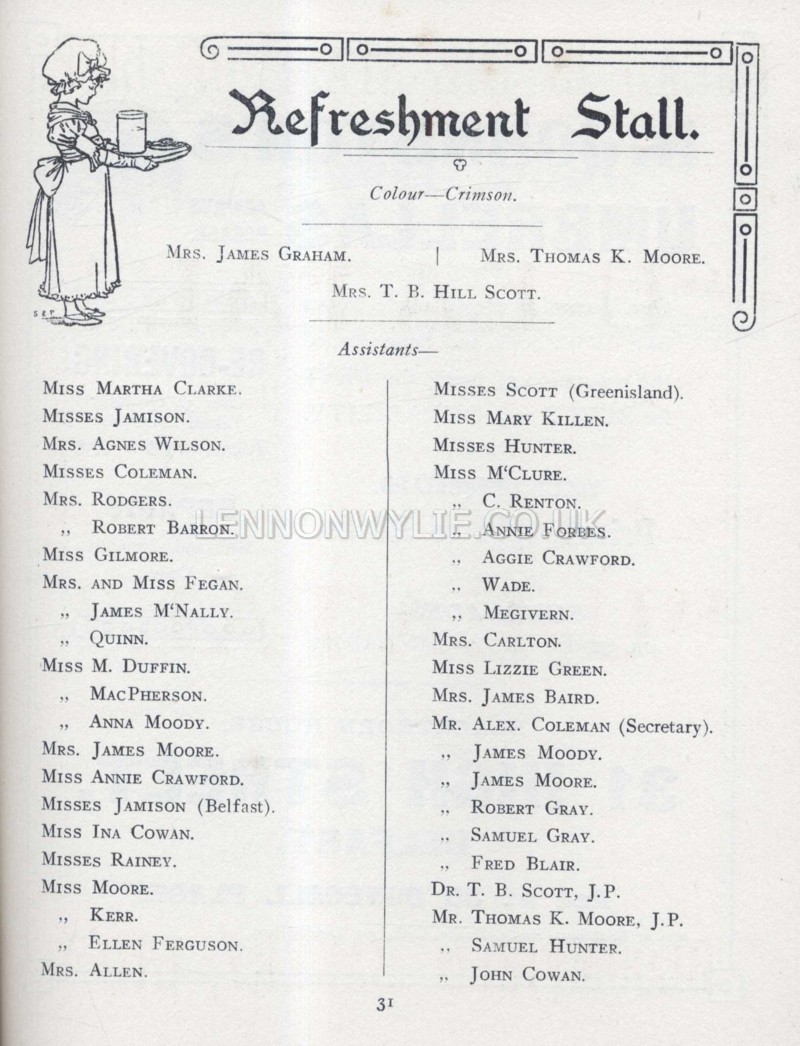 Refreshment Stall.
Colour—Crimson.
MRS. JAMES GRAHAM. | MRS. THOMAS K. MOORE.
MRS. T. B. HILL SCOTT.
S & P
Assistants—
MISS MARTHA CLARKE.
MISSES JAMISON.
MRS. AGNES WILSON.
MISSES COLEMAN.
MRS. RODGERS.
„ ROBERT BARRON.
MISS GILMORE.
MRS. AND MISS FEGAN.
„ JAMES M‘NALLY.
„ QUINN.
MISS M. DUFFIN.
„ MACPHERSON.
„ ANNA MOODY.
MRS. JAMES MOORE.
MISS ANNIE CRAWFORD.
MISSES JAMISON (Belfast).
MISS INA COWAN.
MISSES RAINEY.
MISS MOORE.
„ KERR.
„ ELLEN FERGUSON.
MRS. ALLEN.
MISSES SCOTT (Greenisland).
MISS MARY KILLEN.
MISSES HUNTER.
MISS M‘CLURE.
„ C. RENTON.
„ ANNIE FORBES.
„ AGGIE CRAWFORD.
„ WADE.
„ MEGIVERN.
MRS. CARLTON.
MISS LIZZIE GREEN.
MRS. JAMES BAIRD.
MR. ALEX. COLEMAN (Secretary).
„ JAMES MOODY.
„ JAMES MOORE.
„ ROBERT GRAY.
„ SAMUEL GRAY.
„ FRED BLAIR.
DR. T. B. SCOTT, J.P.
MR. THOMAS K. MOORE, J.P.
„ SAMUEL HUNTER.
„ JOHN COWAN.
31
LENNONWYLIE.CO.UK